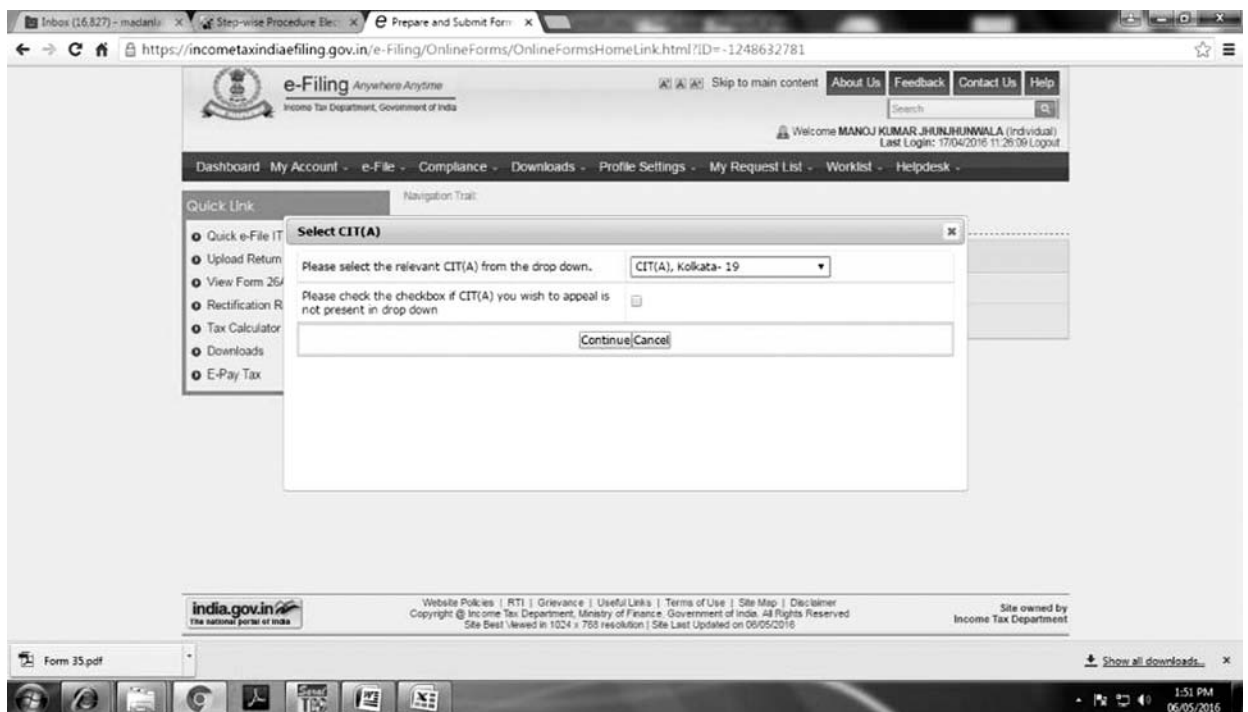 Inbox (16,827) – madanla
Step-wise Procedure Elec
Prepare and Submit Form
https://incometaxindiaefiling.gov.in/e-Filing/OnlineForms/OnlineFormsHomeLink.html?ID=-1248632781
e-Filing Anywhere Anytime
Income Tax Department, Government of India
Skip to main content About Us Feedback Contact Us Help
Search
Welcome MANOJ KUMAR JHUNJHUNWALA (Individual)
Last Login: 17/04/2016 11:26:09 Logout
Dashboard My Account e-File Compliance Downloads Profile Settings My Request List Worklist Helpdesk
Quick Link
Navigation Trail:
Quick e-File IT
Upload Return
View Form 26A
Rectification R
Tax Calculator
Downloads
E-Pay Tax
Select CIT(A)
Please select the relevant CIT(A) from the drop down. CIT(A), Kolkata- 19
Please check the checkbox if CIT(A) you wish to appeal is
not present in drop down
Continue Cancel
india.gov.in
The national portal of India
Website Policies | RTI | Grievance | Useful Links | Terms of Use | Site Map | Disclaimer
Copyright @ Income Tax Department, Ministry of Finance, Government of India. All Rights Reserved
Site Best Viewed in 1024 x 768 resolution | Site Last Updated on 06/05/2016
Site owned by
Income Tax Department
Form 35.pdf
Show all downloads...
1:51 PM
06/05/2016